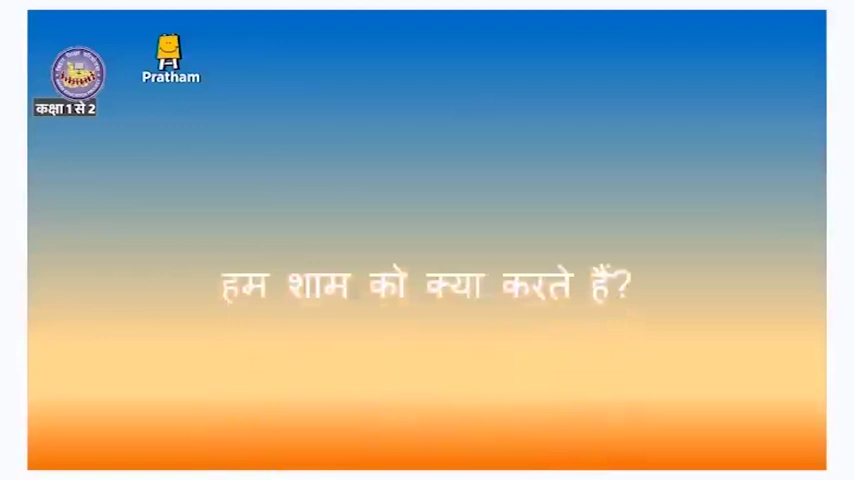 Pratham
कक्षा 1 से 2
हम शाम को क्या करते हैं?